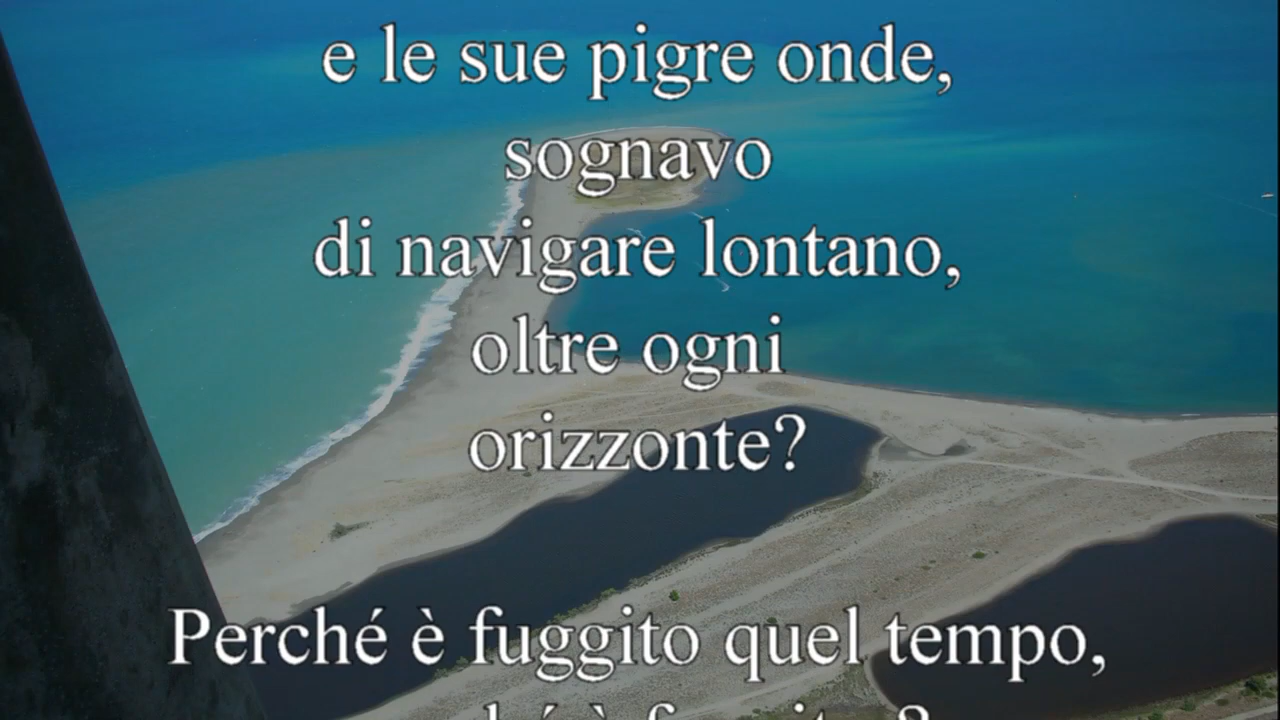 e le sue pigre onde,
sognavo
di navigare lontano,
oltre ogni
orizzonte?
Perché è fuggito quel tempo,